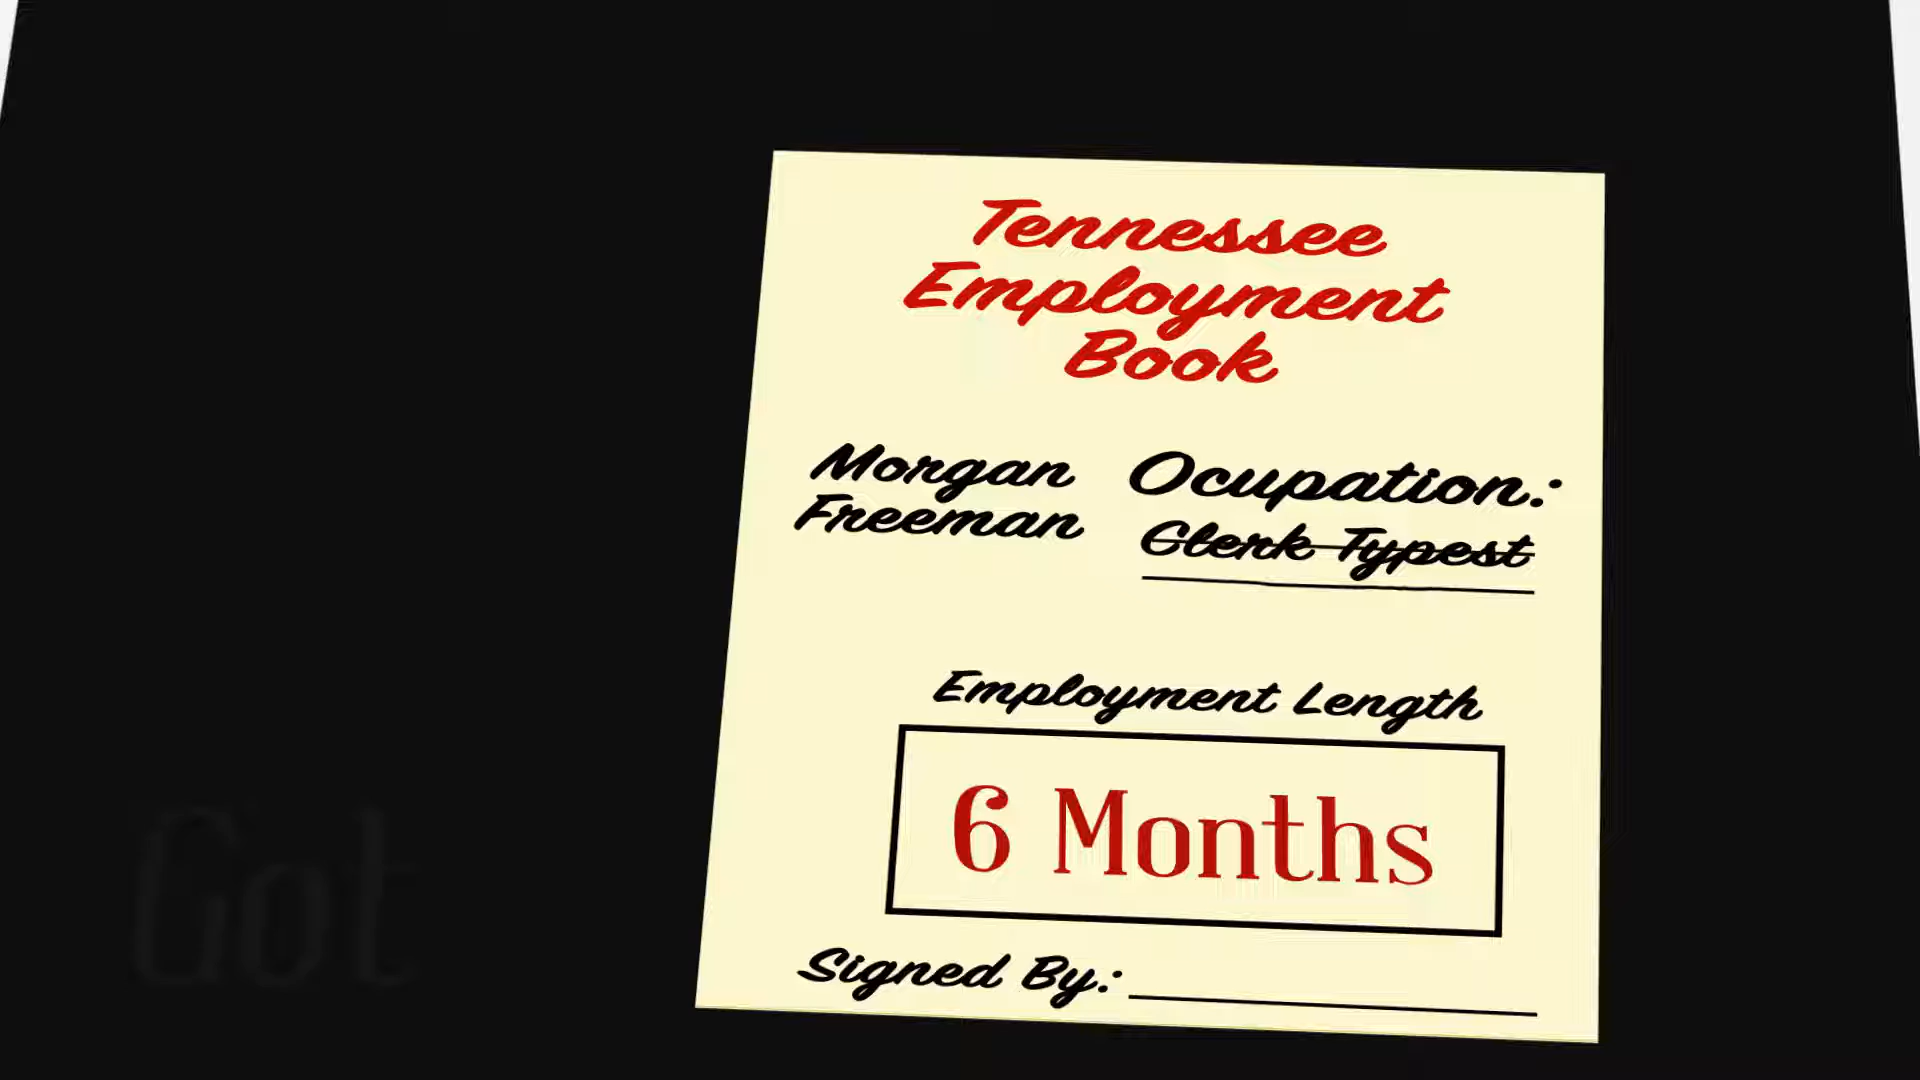 Tennessee
Employment
Book
Morgan
Freeman
Ocupation:
Clerk Typest
Employment Length
6 Months
Signed By:
Got